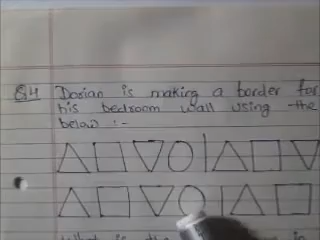 Q4 Dorian is making a border for
his bedroom wall using the
below :-